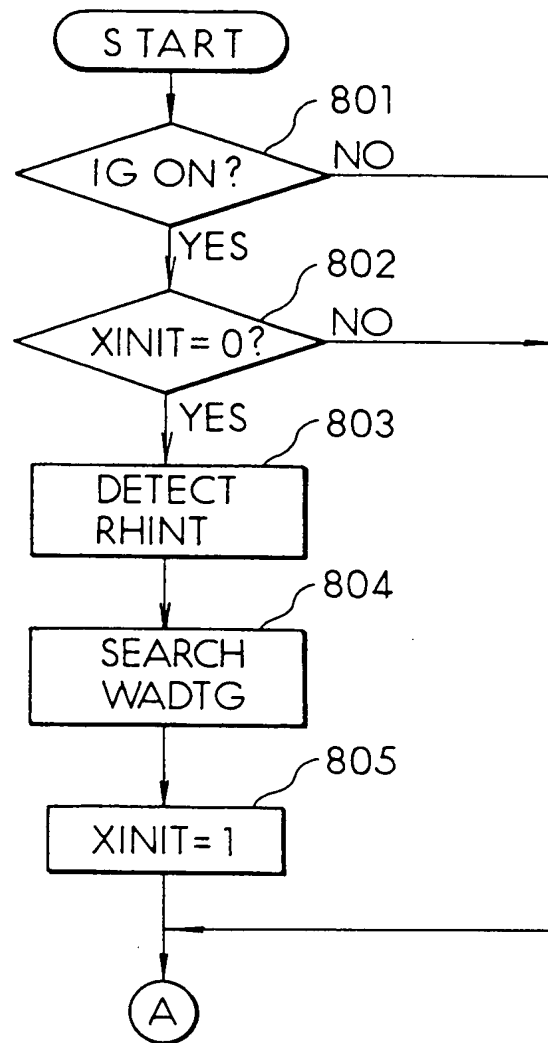 START
801
IG ON?
NO
YES
802
XINIT=0?
NO
YES
803
DETECT
RHINT
804
SEARCH
WADTG
805
XINIT=1
A